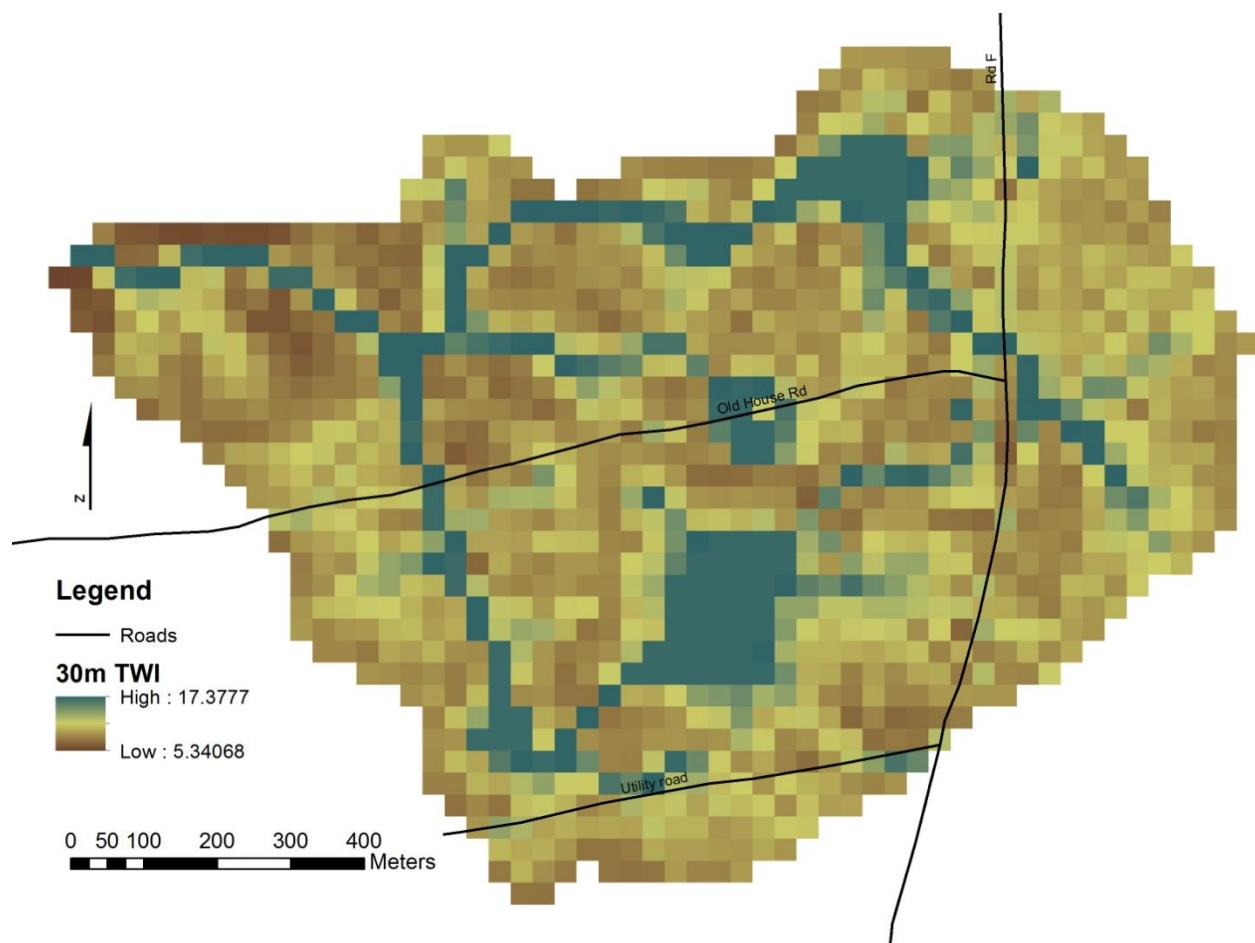 Rd F
Old House Rd
N
Legend
Roads
30m TWI
High : 17.3777
Low : 5.34068
Utility road
0 50 100 200 300 400
Meters